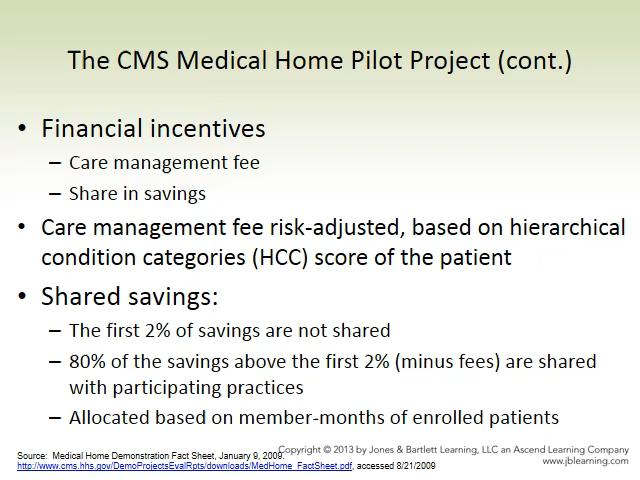 The CMS Medical Home Pilot Project (cont.)
• Financial incentives
– Care management fee
– Share in savings
• Care management fee risk-adjusted, based on hierarchical
condition categories (HCC) score of the patient
• Shared savings:
– The first 2% of savings are not shared
– 80% of the savings above the first 2% (minus fees) are shared
with participating practices
– Allocated based on member-months of enrolled patients
Source: Medical Home Demonstration Fact Sheet, January 9, 2009.
http://www.cms.hhs.gov/DemoProjectsEvalRpts/downloads/MedHome_FactSheet.pdf, accessed 8/21/2009
Copyright © 2013 by Jones & Bartlett Learning, LLC an Ascend Learning Company
www.jblearning.com